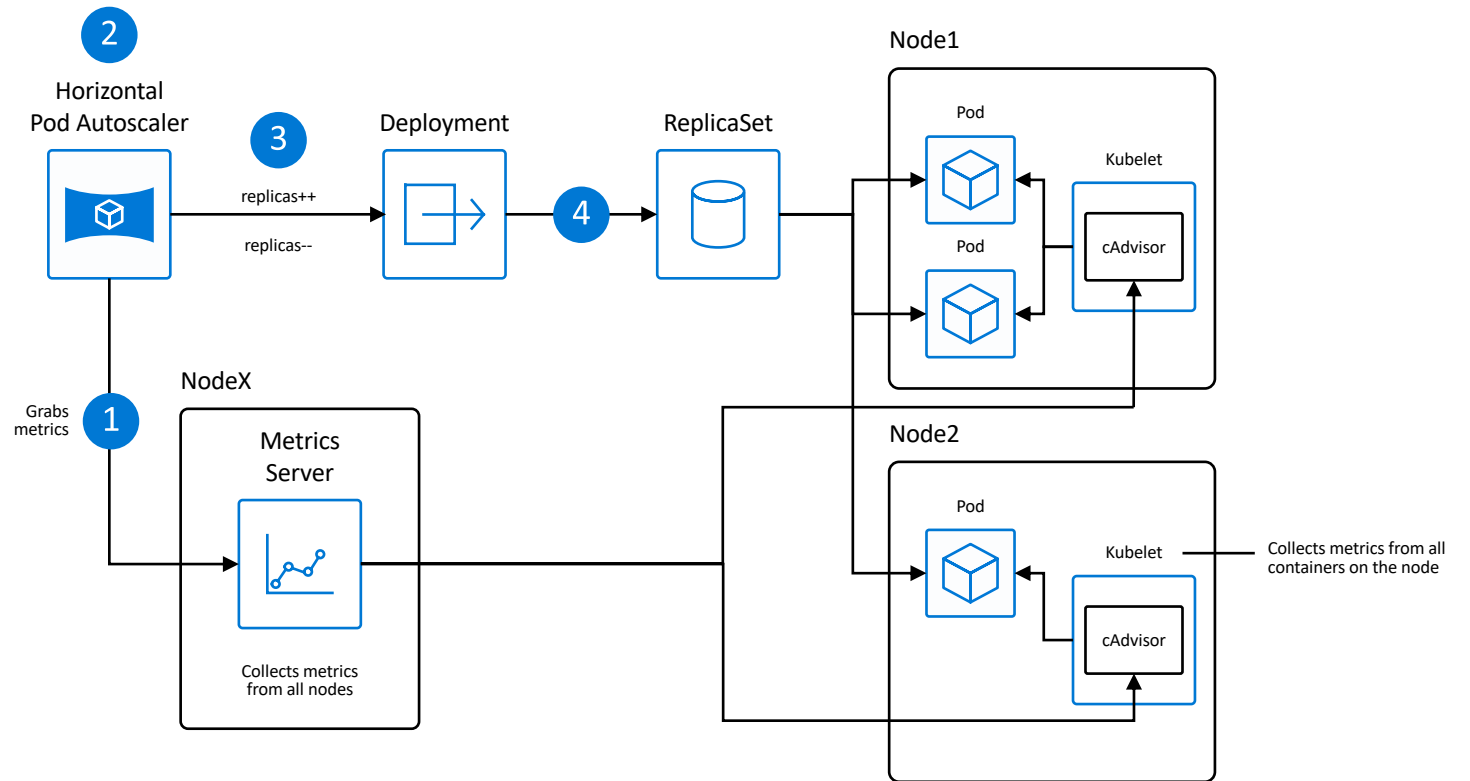 2
Horizontal
Pod Autoscaler
3
replicas++
replicas--
Deployment
4
ReplicaSet
Node1
Pod
Pod
Kubelet
cAdvisor
Grabs
metrics
1
NodeX
Metrics
Server
Collects metrics
from all nodes
Node2
Pod
Kubelet
cAdvisor
Collects metrics from all
containers on the node